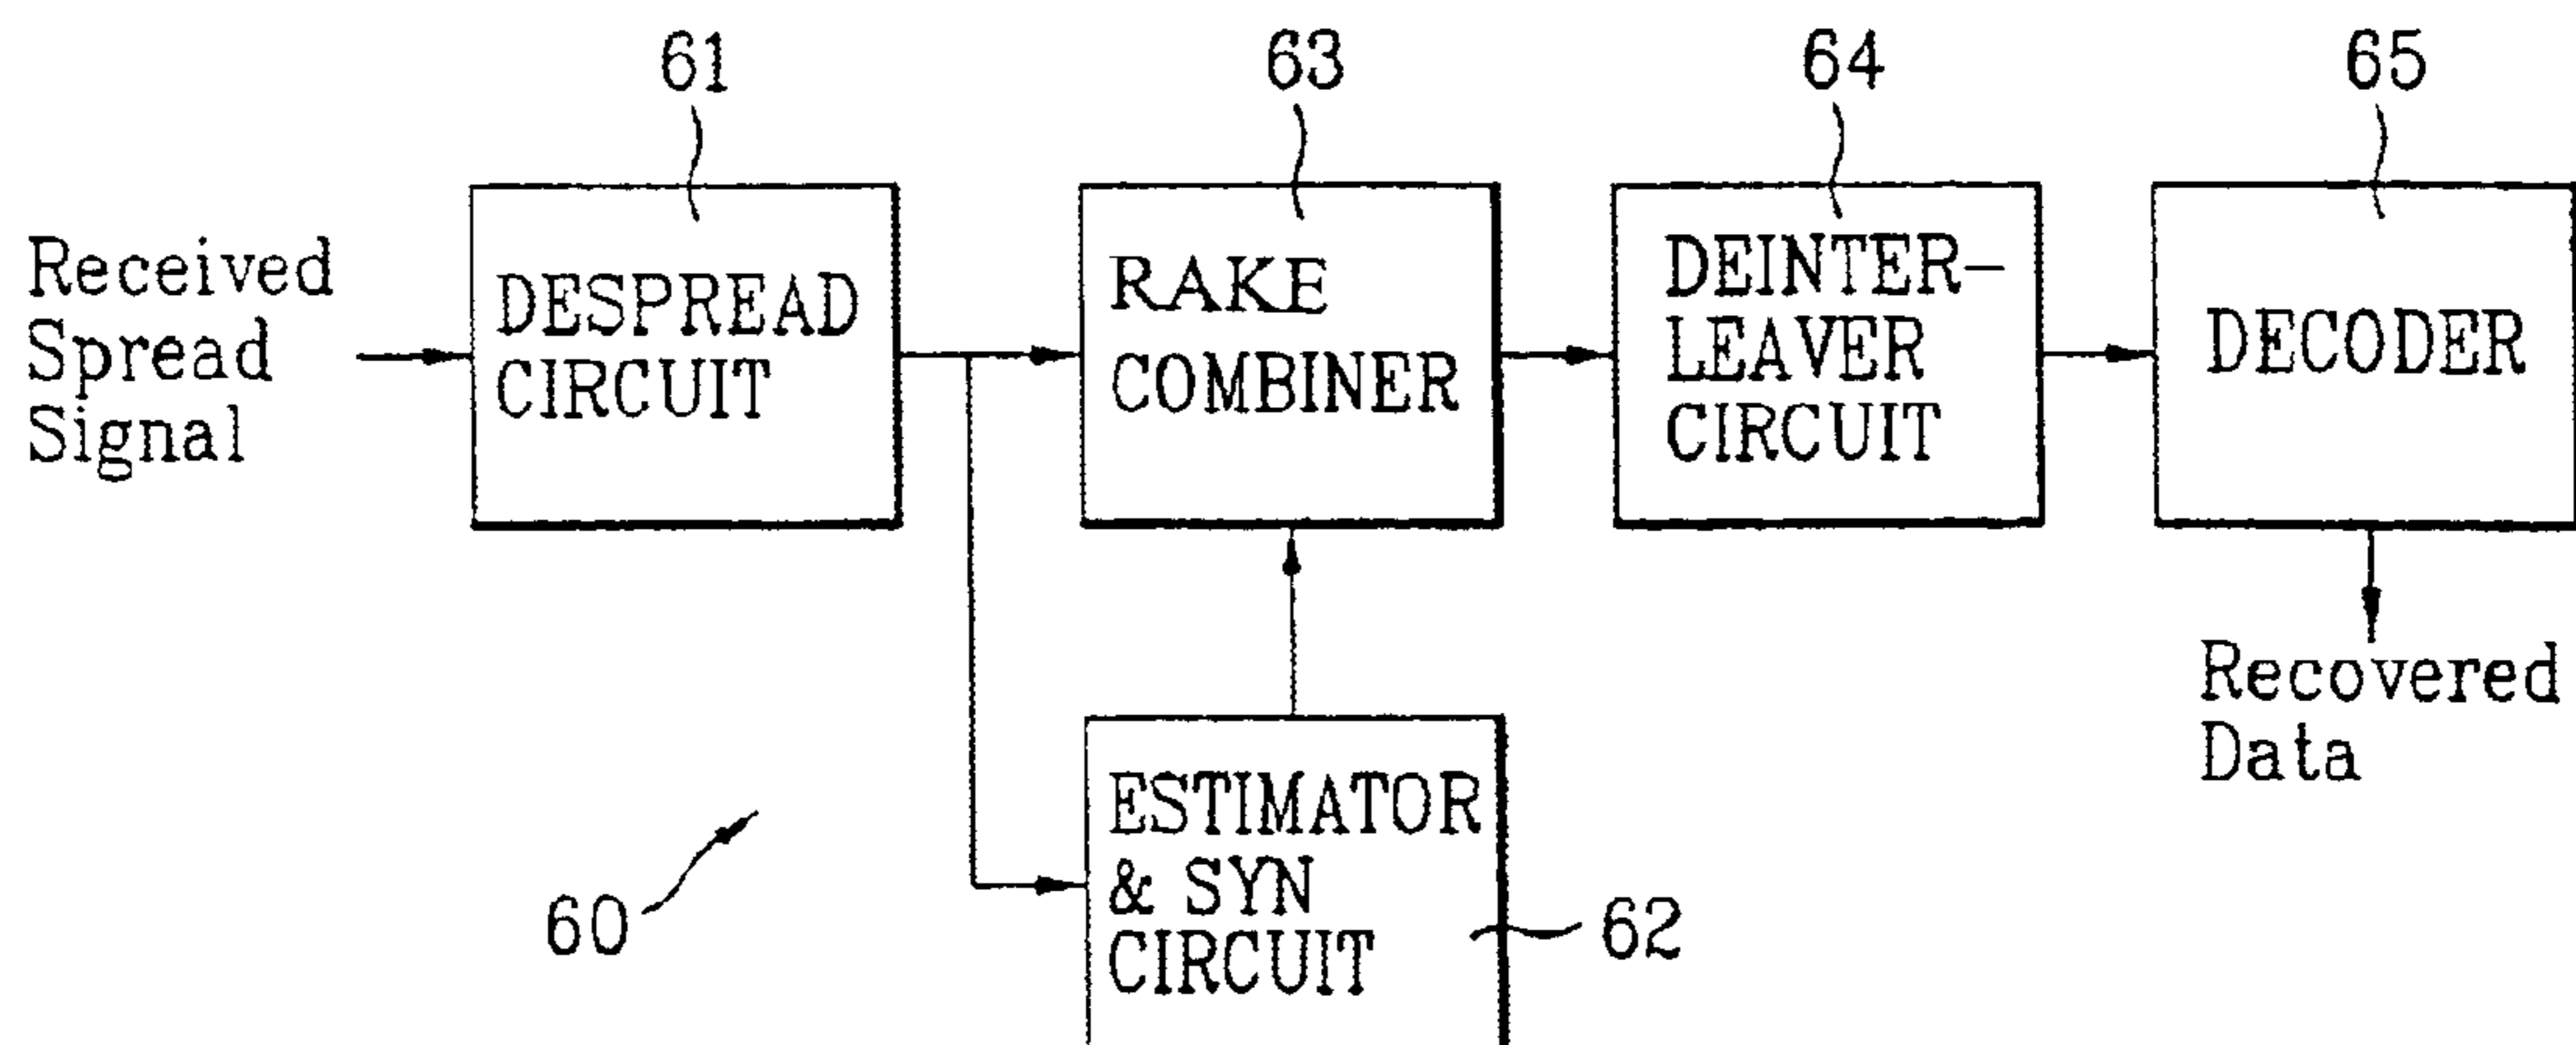 61
63
64
65
Received
Spread
Signal
DESPREAD
CIRCUIT
RAKE
COMBINER
DEINTER-
LEAVER
CIRCUIT
DECODER
Recovered
Data
ESTIMATOR
& SYN
CIRCUIT
60
62